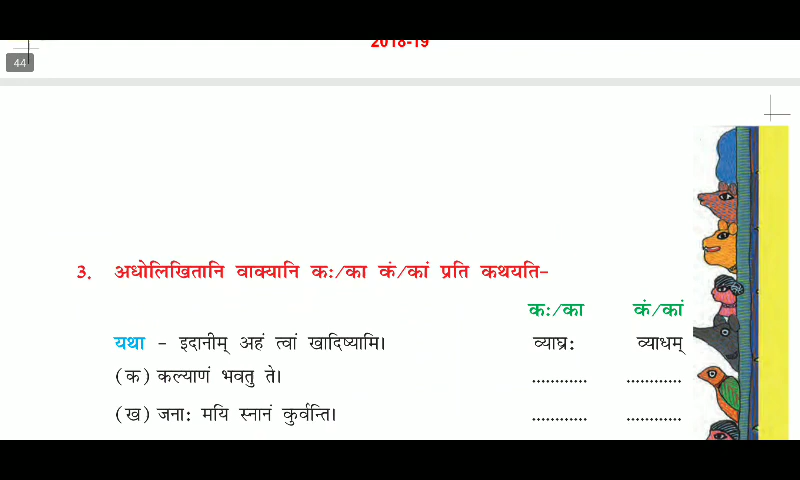 2018-19
44
3. अधोलिखितानि वाक्यानि कः/का कं/कां प्रति कथयति-
कः/का कं/कां
यथा - इदानीम् अहं त्वां खादिष्यामि। व्याघ्रः व्याधम्
(क) कल्याणं भवतु ते। ............ ............
(ख) जनाः मयि स्नानं कुर्वन्ति। ............ ............